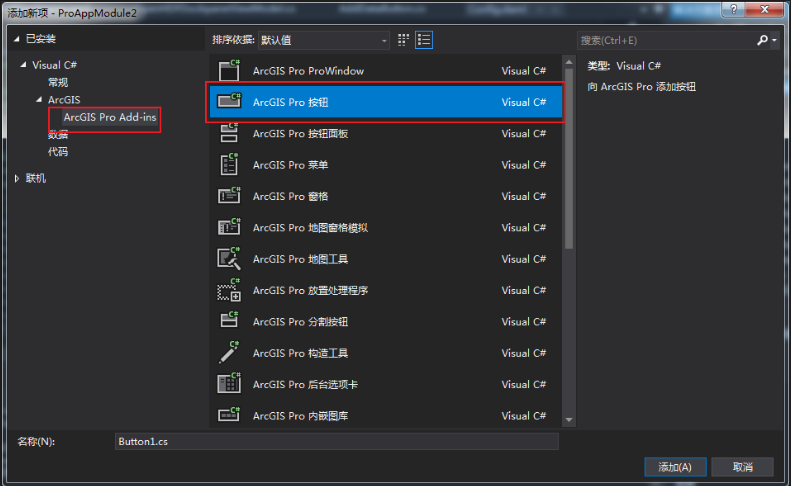 添加新项 - ProAppModule2
已安装
Visual C#
常规
ArcGIS
ArcGIS Pro Add-ins
数据
代码
联机
排序依据: 默认值
ArcGIS Pro ProWindow Visual C#
ArcGIS Pro 按钮 Visual C#
ArcGIS Pro 按钮面板 Visual C#
ArcGIS Pro 菜单 Visual C#
ArcGIS Pro 窗格 Visual C#
ArcGIS Pro 地图窗格模拟 Visual C#
ArcGIS Pro 地图工具 Visual C#
ArcGIS Pro 放置处理程序 Visual C#
ArcGIS Pro 分割按钮 Visual C#
ArcGIS Pro 构造工具 Visual C#
ArcGIS Pro 后台选项卡 Visual C#
ArcGIS Pro 内嵌图库 Visual C#
搜索(Ctrl+E)
类型: Visual C#
向 ArcGIS Pro 添加按钮
名称(N): Button1.cs
添加(A) 取消